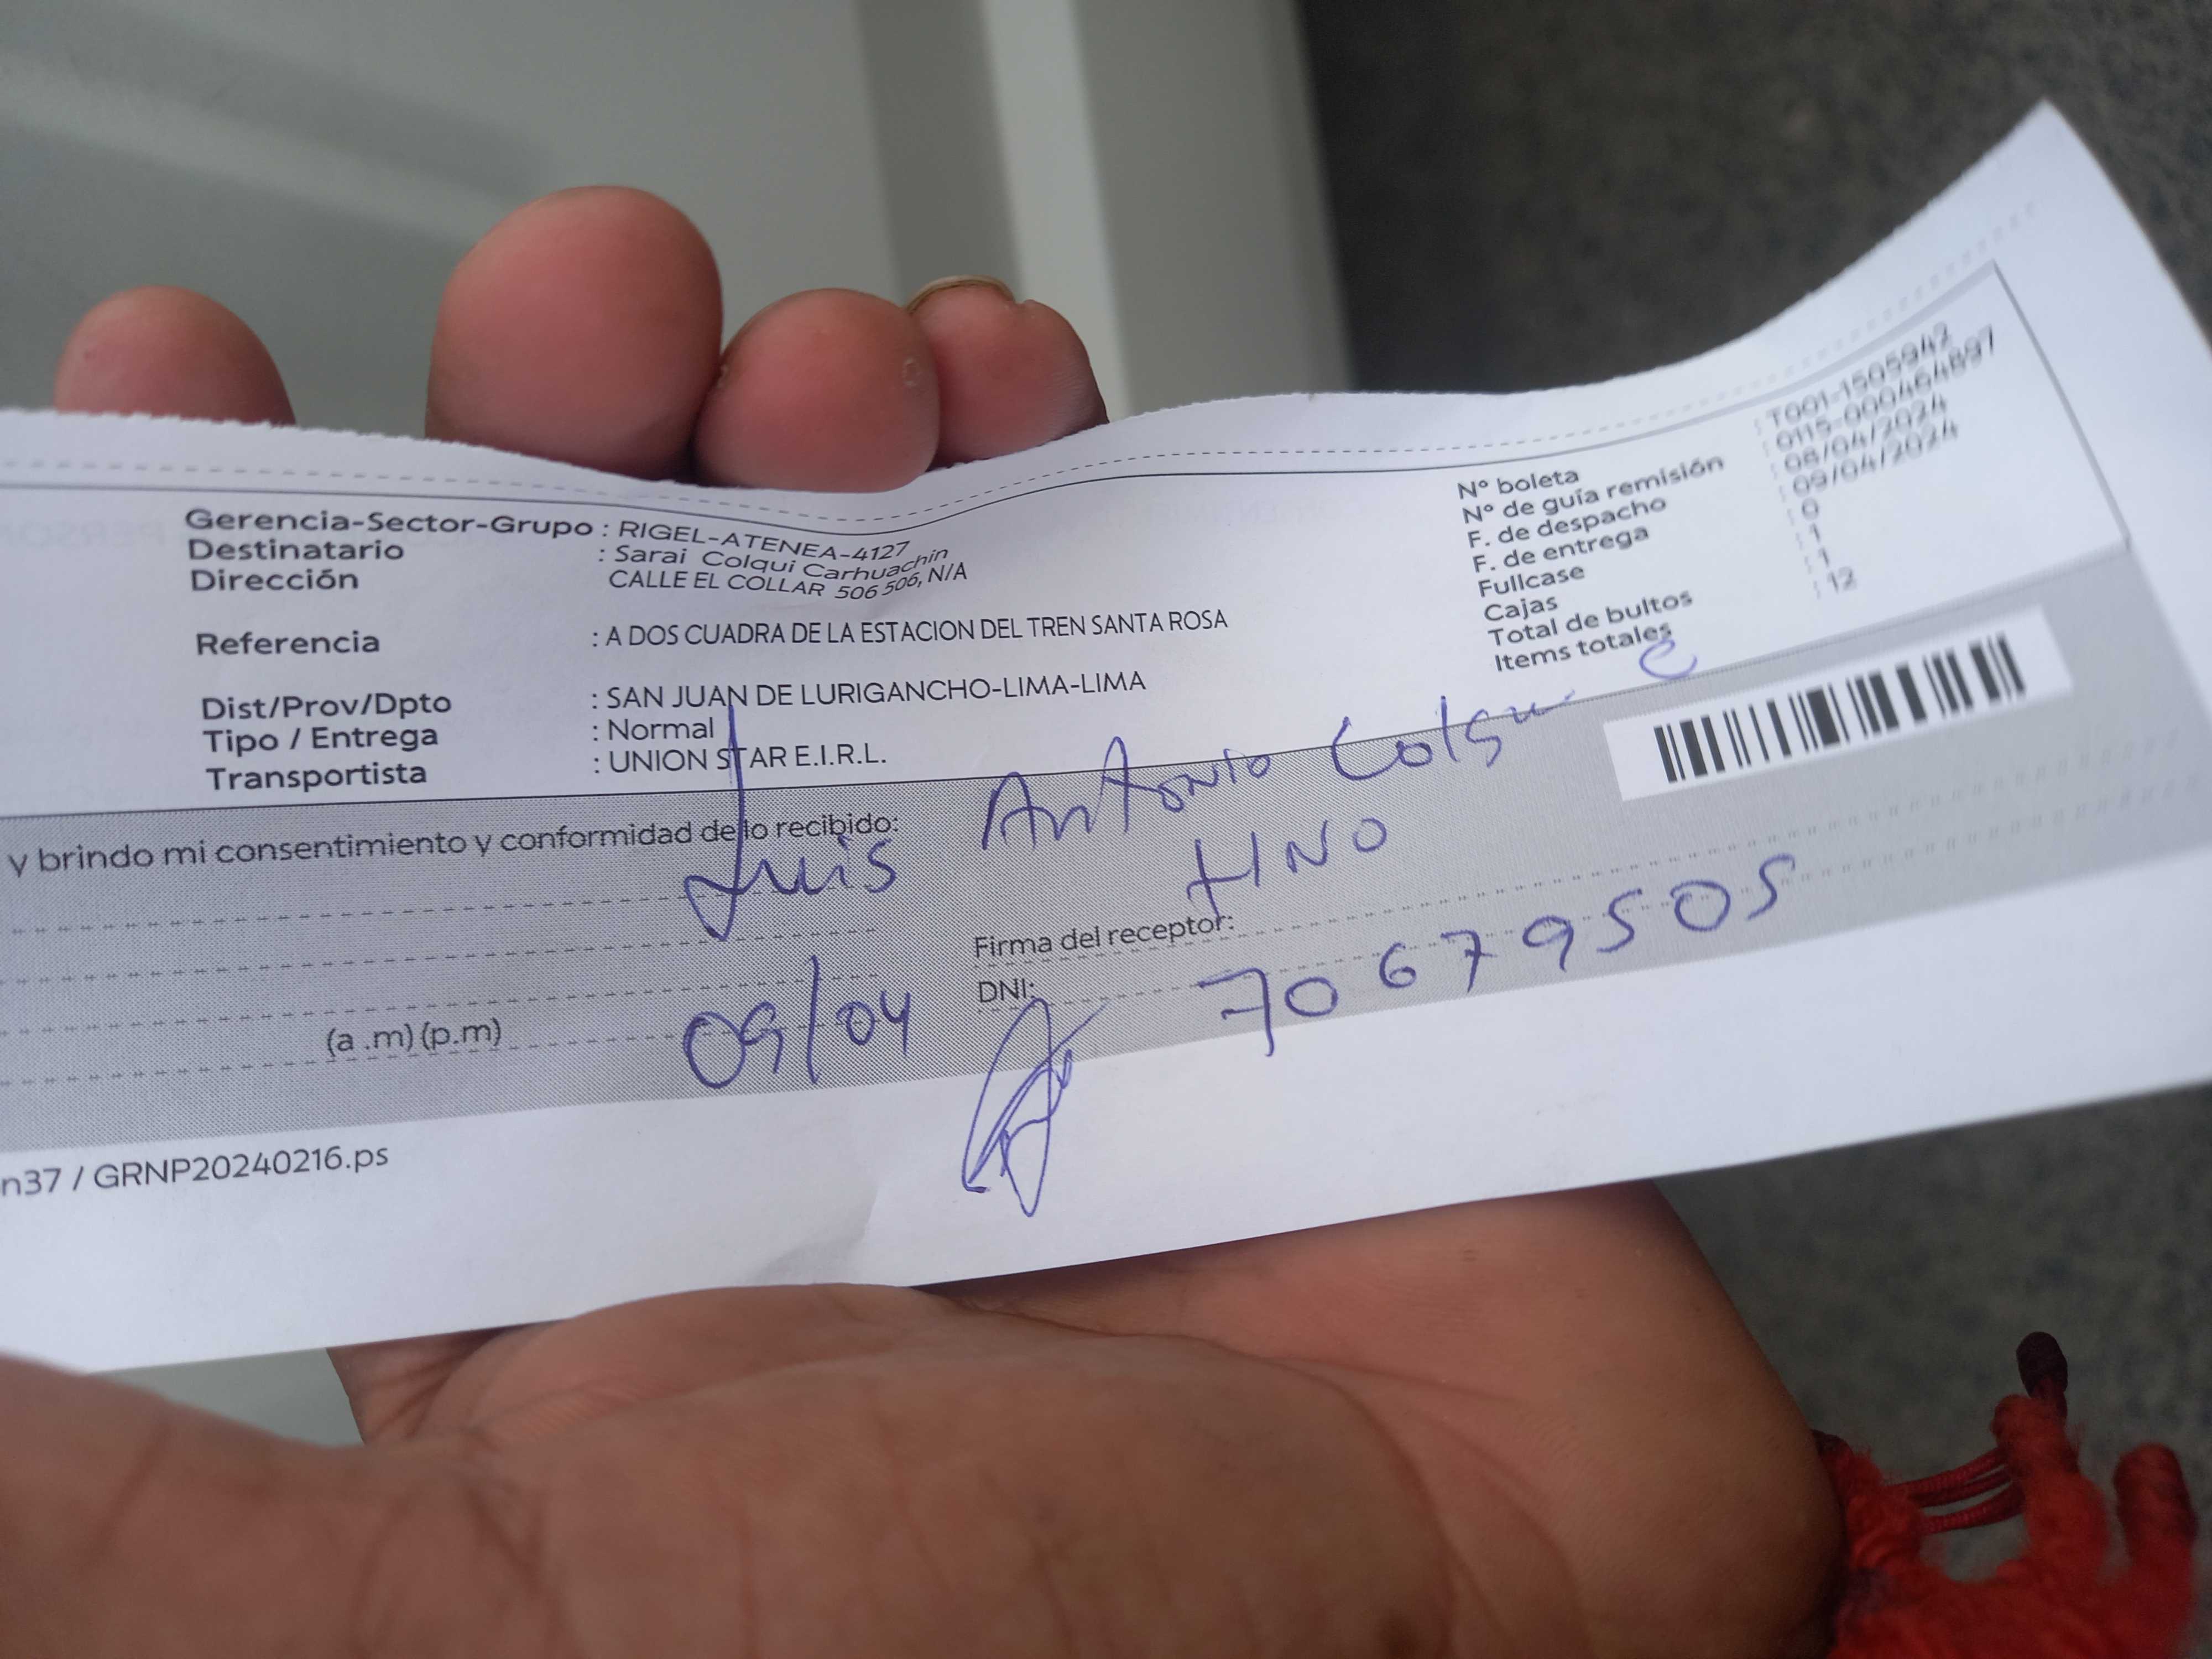 Gerencia-Sector-Grupo : RIGEL-ATENEA-4127
Destinatario : Sarai Colqui Carhuachin
Dirección CALLE EL COLLAR 506 506, N/A
Referencia : A DOS CUADRA DE LA ESTACION DEL TREN SANTA ROSA
Dist/Prov/Dpto : SAN JUAN DE LURIGANCHO-LIMA-LIMA
Tipo / Entrega : Normal
Transportista : UNION STAR E.I.R.L.
Nº boleta : T001-1505942
Nº de guía remisión : 0115-000464897
F. de despacho : 08/04/2024
F. de entrega : 09/04/2024
Fullcase : 0
Cajas : 1
Total de bultos : 1
Items totales : 12
y brindo mi consentimiento y conformidad de lo recibido:
Luis Antonio Colqui C
HNO
Firma del receptor:
DNI: 70679505
(a .m) (p.m) 09/04
n37 / GRNP20240216.ps